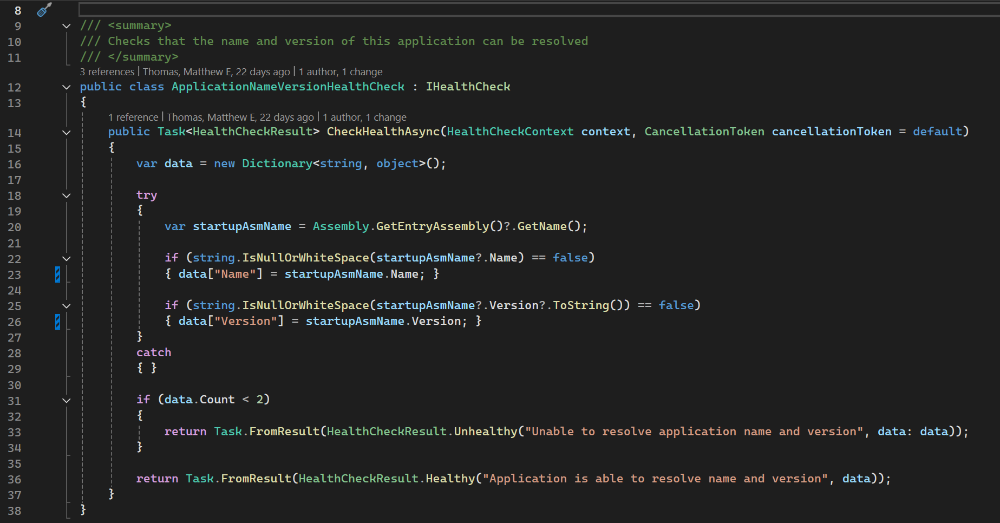 8
9 /// <summary>
10 /// Checks that the name and version of this application can be resolved
11 /// </summary>
3 references | Thomas, Matthew E, 22 days ago | 1 author, 1 change
12 public class ApplicationNameVersionHealthCheck : IHealthCheck
13 {
1 reference | Thomas, Matthew E, 22 days ago | 1 author, 1 change
14 public Task<HealthCheckResult> CheckHealthAsync(HealthCheckContext context, CancellationToken cancellationToken = default)
15 {
16 var data = new Dictionary<string, object>();
17
18 try
19 {
20 var startupAsmName = Assembly.GetEntryAssembly()?.GetName();
21
22 if (string.IsNullOrWhiteSpace(startupAsmName?.Name) == false)
23 { data["Name"] = startupAsmName.Name; }
24
25 if (string.IsNullOrWhiteSpace(startupAsmName?.Version?.ToString()) == false)
26 { data["Version"] = startupAsmName.Version; }
27 }
28 catch
29 { }
30
31 if (data.Count < 2)
32 {
33 return Task.FromResult(HealthCheckResult.Unhealthy("Unable to resolve application name and version", data: data));
34 }
35
36 return Task.FromResult(HealthCheckResult.Healthy("Application is able to resolve name and version", data));
37 }
38 }